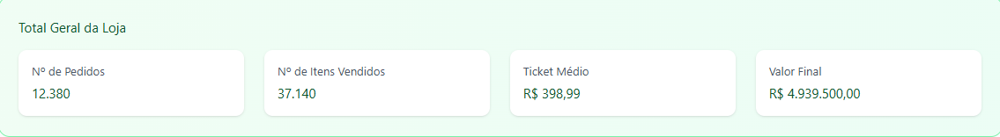 Total Geral da Loja
Nº de Pedidos
12.380
Nº de Itens Vendidos
37.140
Ticket Médio
R$ 398,99
Valor Final
R$ 4.939.500,00